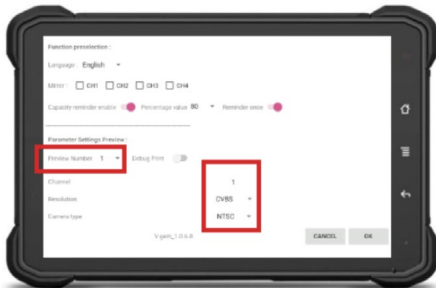 Function preselection :
Language : English
Mirror : CH1 CH2 CH3 CH4
Capacity reminder enable Percentage value 80 Reminder once
Parameter Settings Preview :
Preview Number 1 Debug Print
Channel 1
Resolution CVBS
Camera type NTSC
CANCEL OK